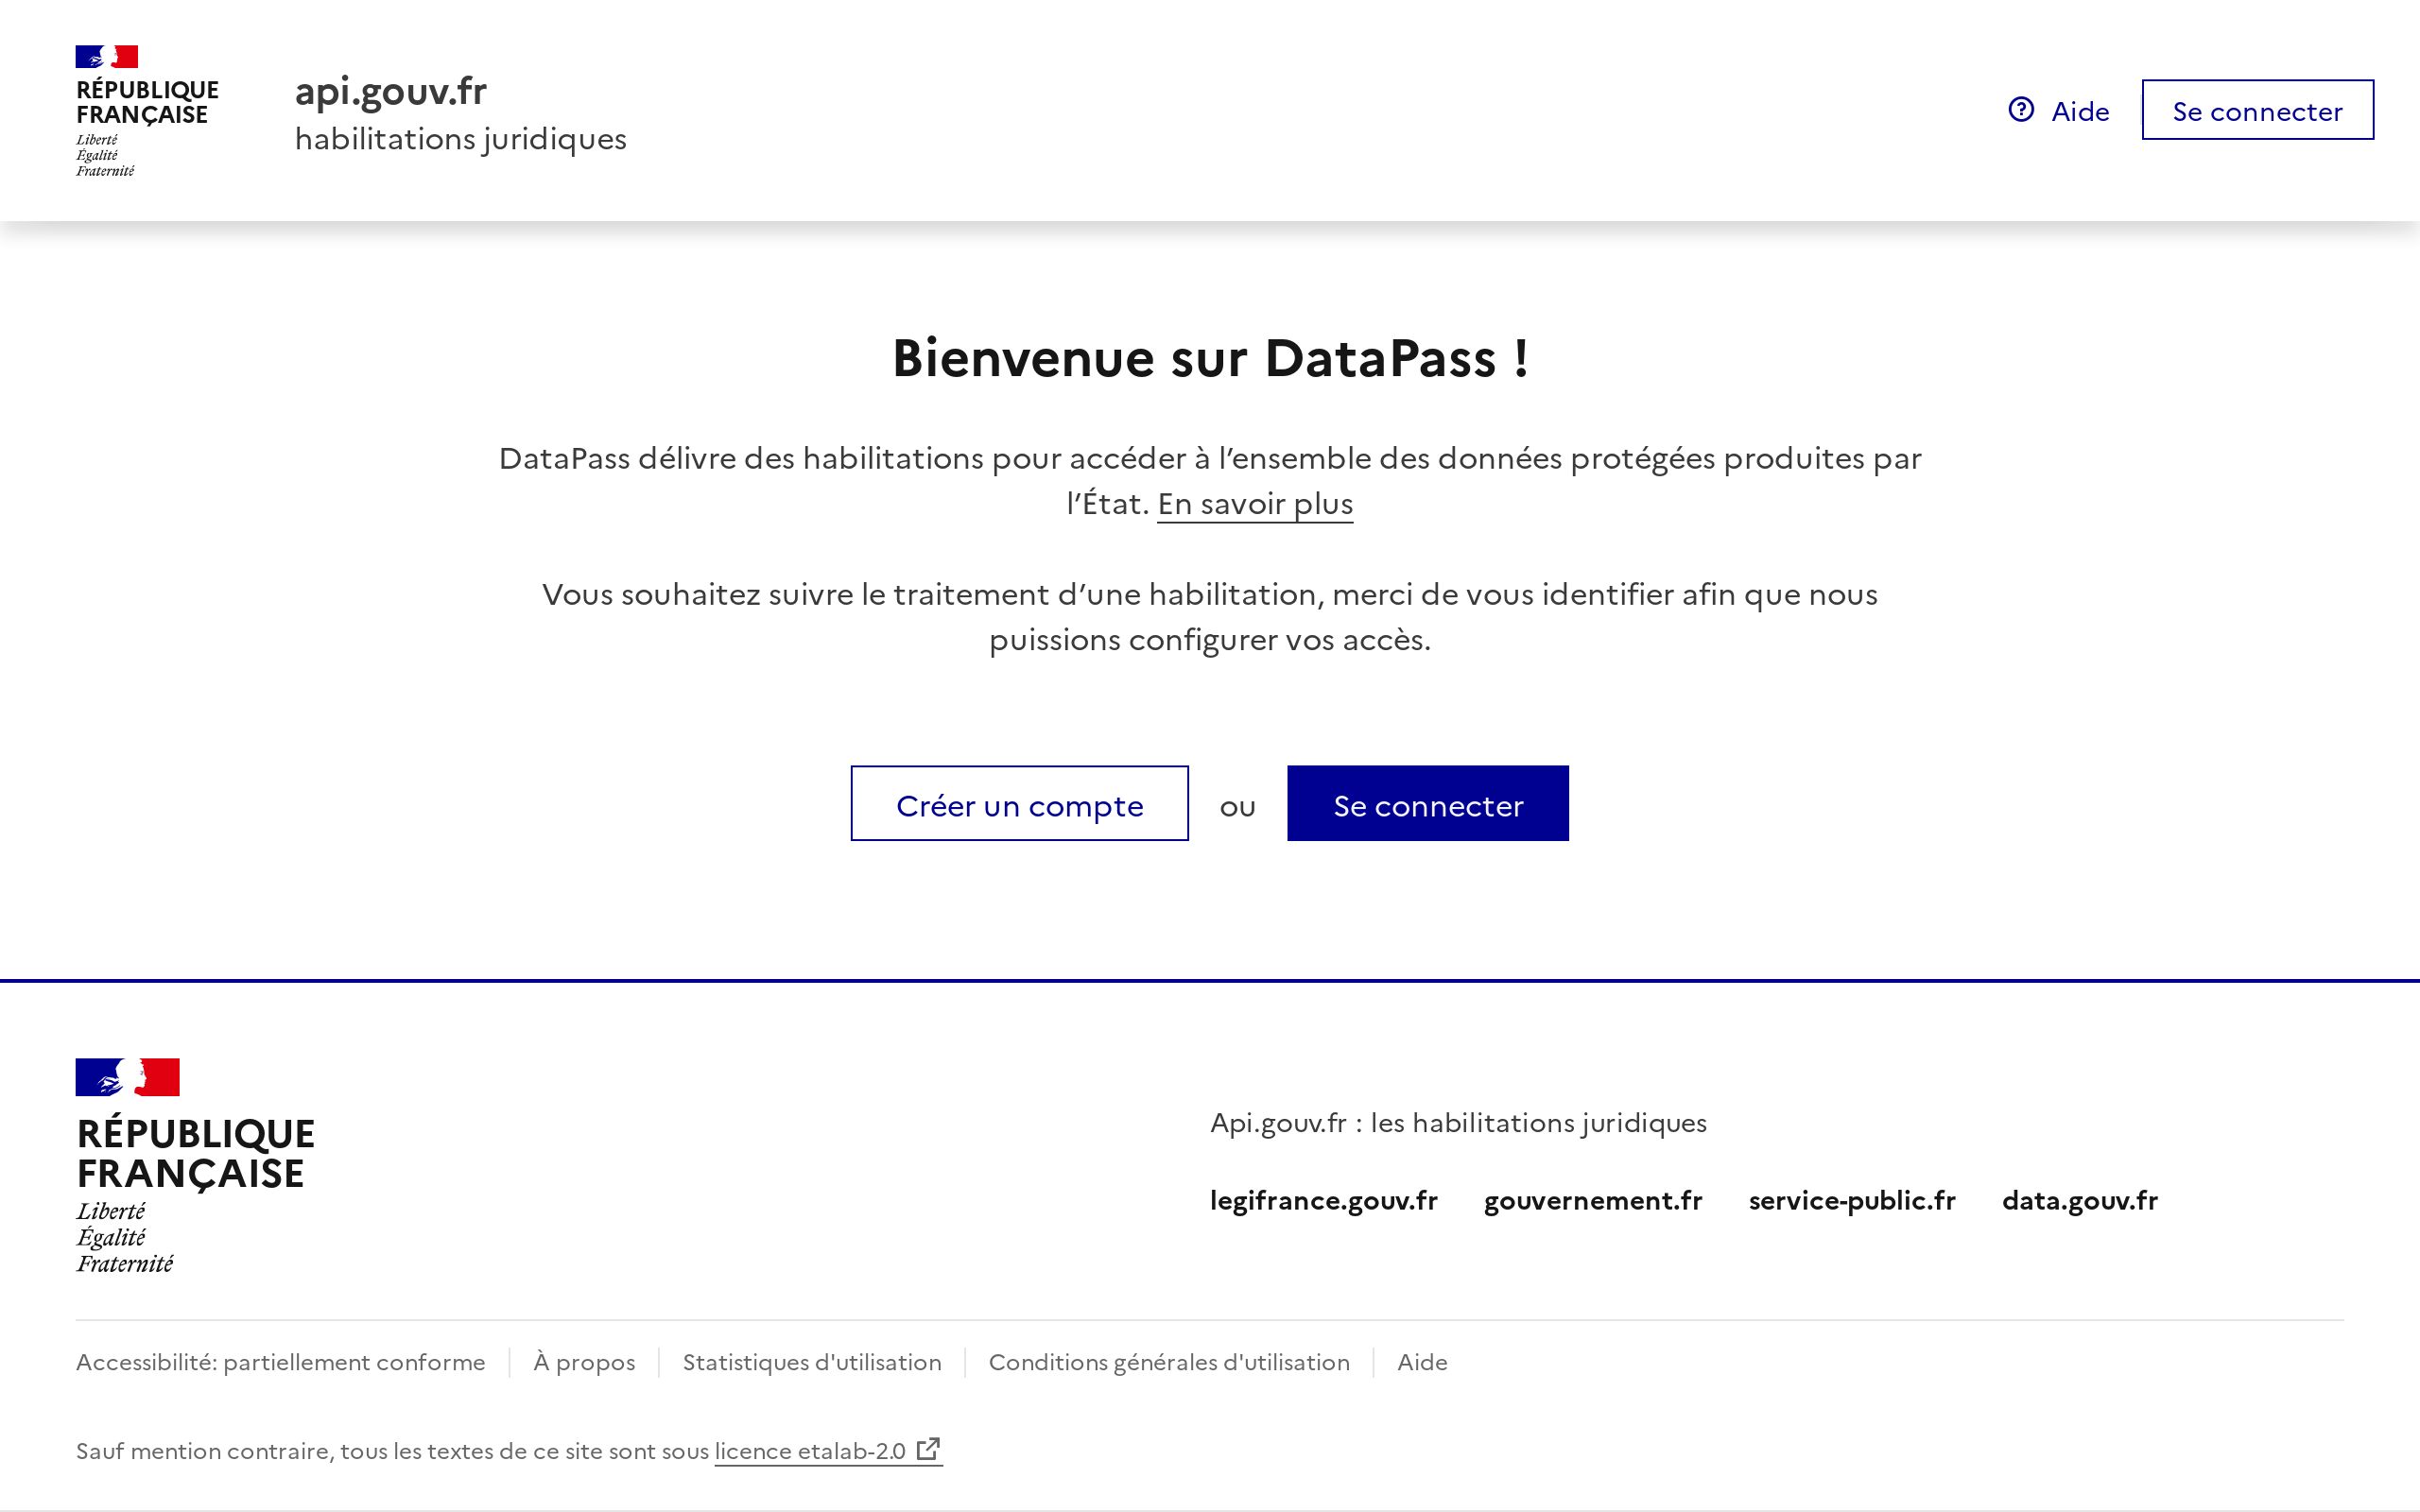 RÉPUBLIQUE
FRANÇAISE
Liberté
Égalité
Fraternité
api.gouv.fr
habilitations juridiques
Aide
Se connecter
Bienvenue sur DataPass !
DataPass délivre des habilitations pour accéder à l’ensemble des données protégées produites par
l’État. En savoir plus
Vous souhaitez suivre le traitement d’une habilitation, merci de vous identifier afin que nous
puissions configurer vos accès.
Créer un compte ou Se connecter
RÉPUBLIQUE
FRANÇAISE
Liberté
Égalité
Fraternité
Api.gouv.fr : les habilitations juridiques
legifrance.gouv.fr gouvernement.fr service-public.fr data.gouv.fr
Accessibilité: partiellement conforme À propos Statistiques d'utilisation Conditions générales d'utilisation Aide
Sauf mention contraire, tous les textes de ce site sont sous licence etalab-2.0